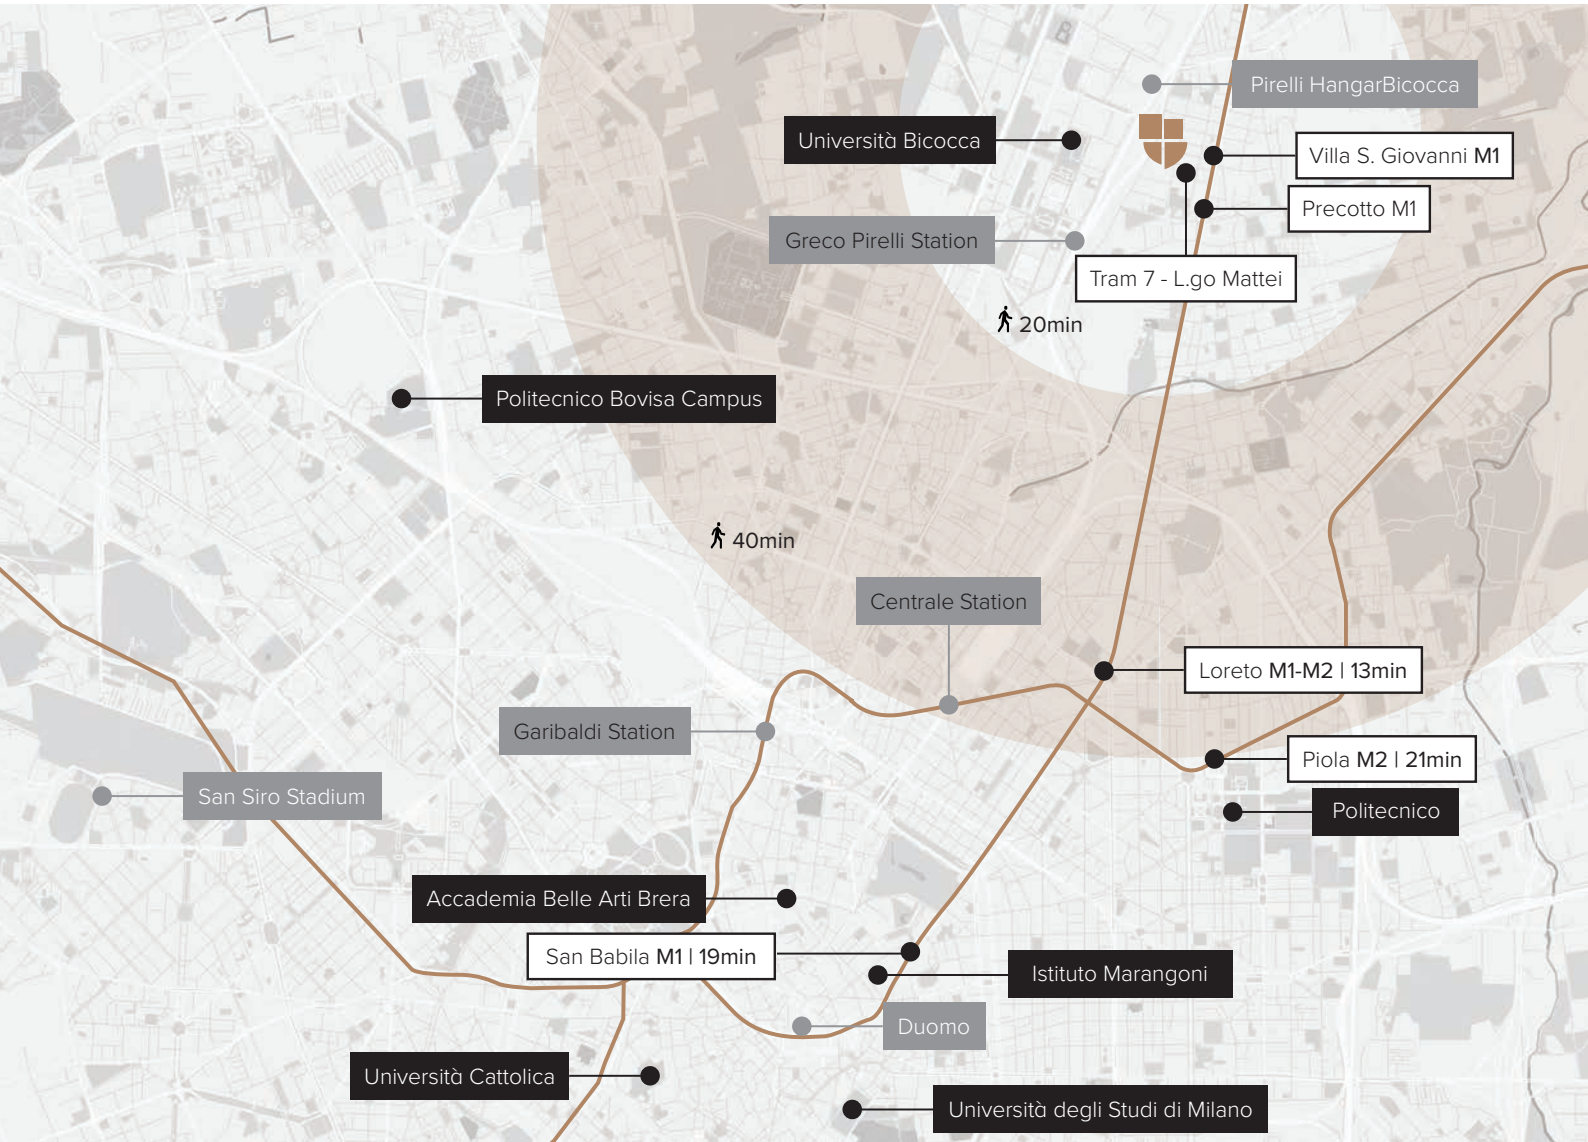 Pirelli HangarBicocca
Università Bicocca
Villa S. Giovanni M1
Precotto M1
Greco Pirelli Station
Tram 7 - L.go Mattei
20min
Politecnico Bovisa Campus
40min
Centrale Station
Loreto M1-M2 | 13min
Garibaldi Station
Piola M2 | 21min
San Siro Stadium
Politecnico
Accademia Belle Arti Brera
San Babila M1 | 19min
Istituto Marangoni
Duomo
Università Cattolica
Università degli Studi di Milano